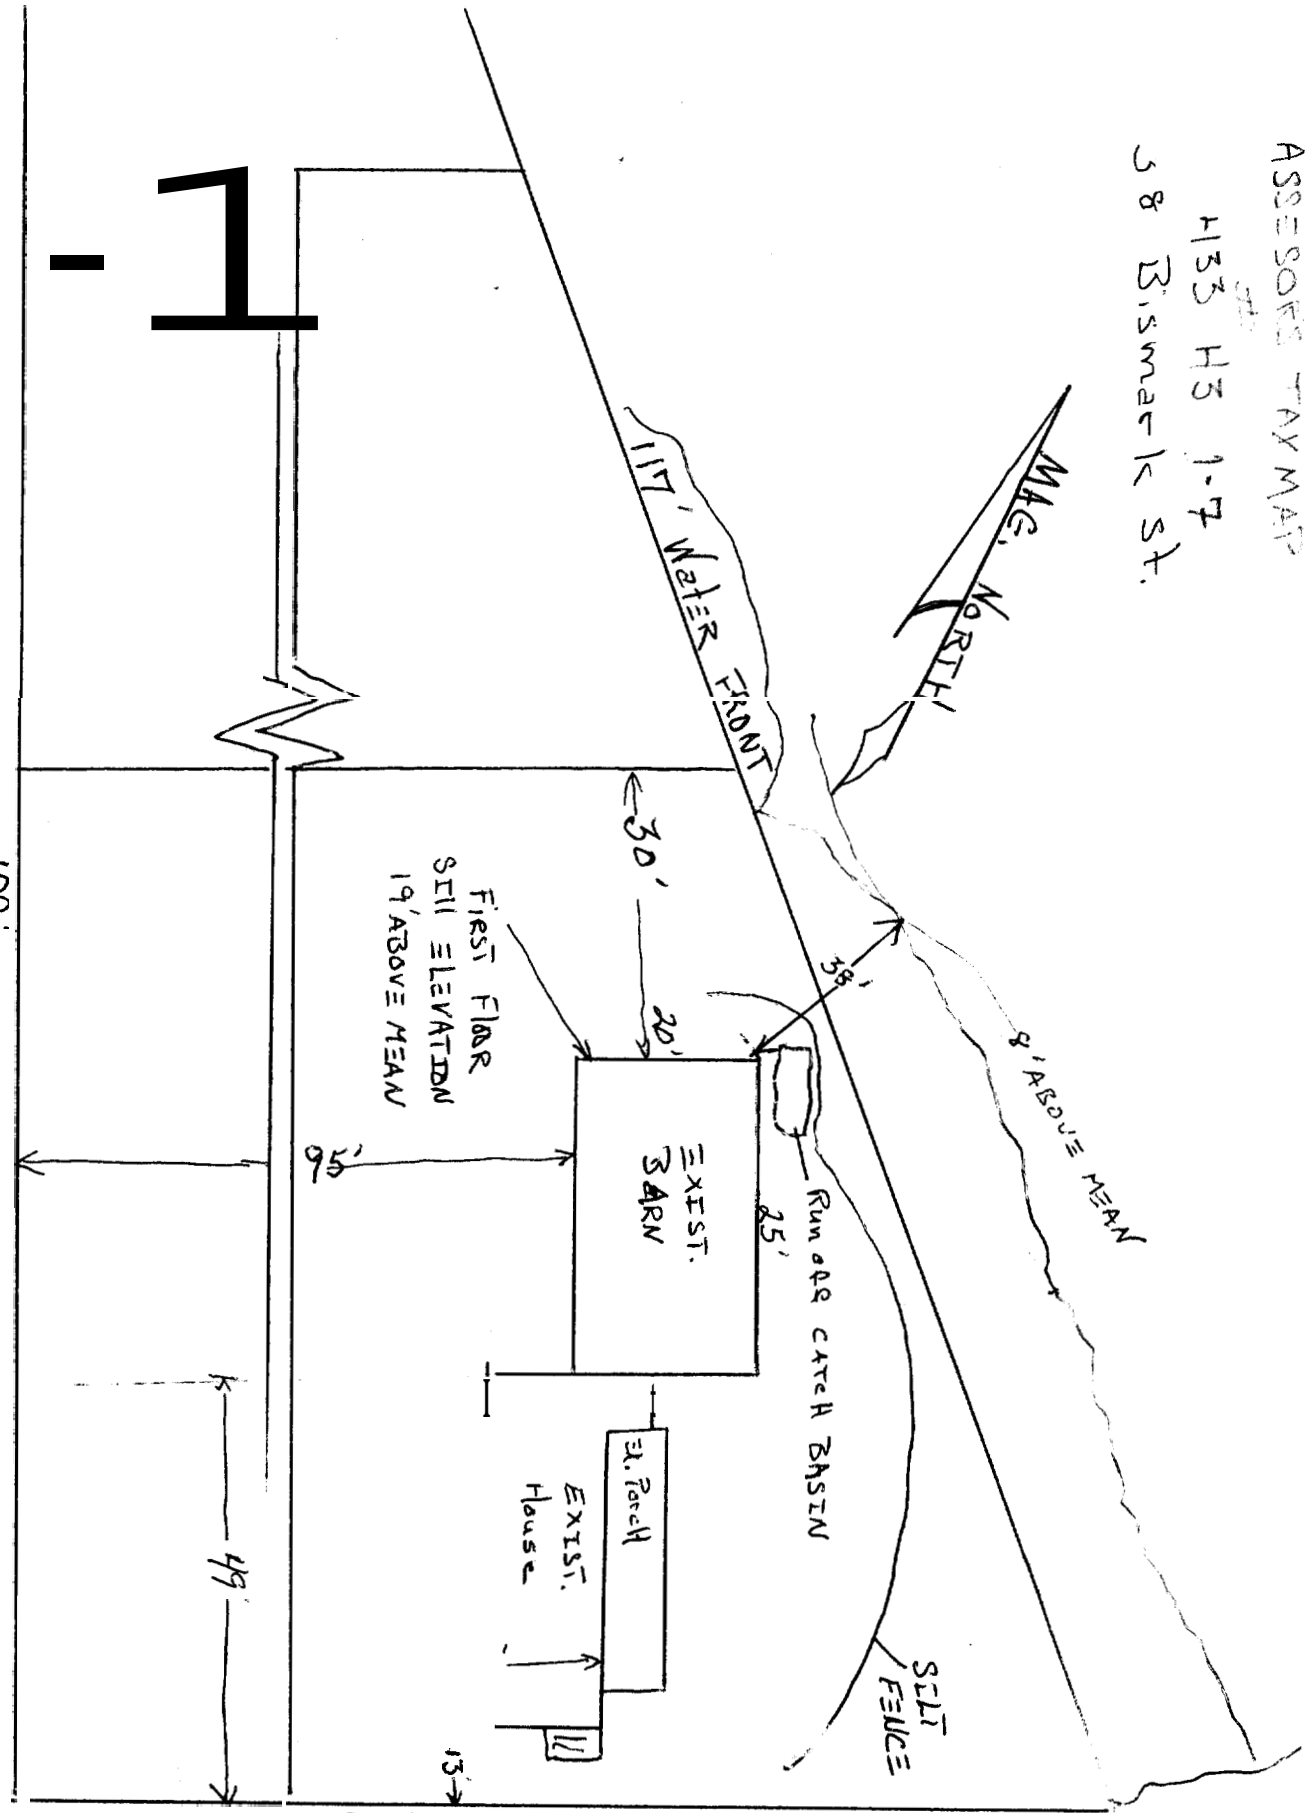 ASSESSORS TAX MAP
H33 H3 1-7
38 Bismark St.
-1
MAG. NORTH
117' WatER FRONT
30'
38'
8' ABOVE MEAN
FiRST FlOOR
SIll ELEVATION
19' ABOVE MEAN
20'
95'
EXIST.
BARN
25'
Run off CATCH BASIN
Ex. Porch
EXIST.
House
SILT
FENCE
49'
13'
100'